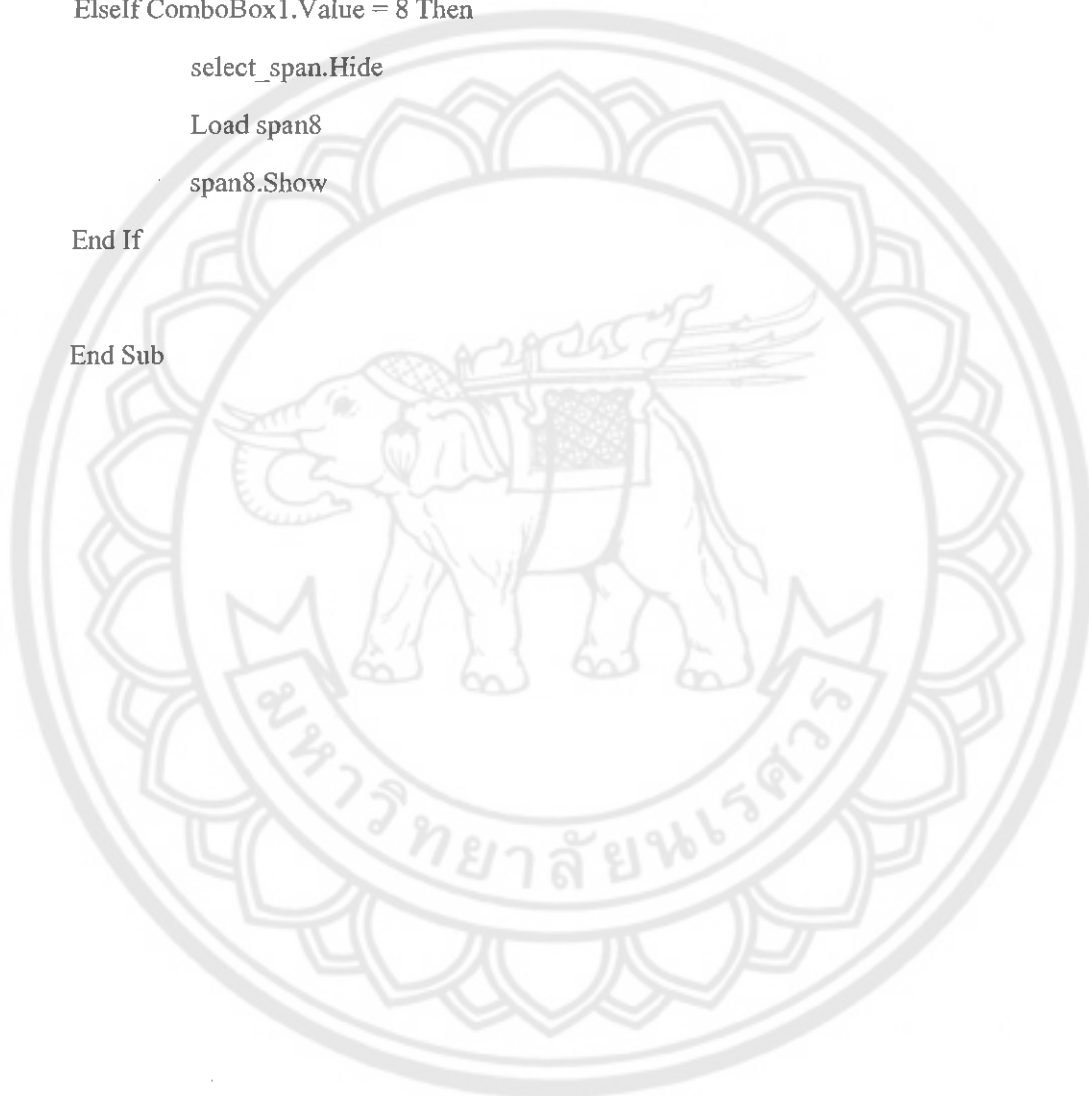 ElseIf ComboBox1.Value = 8 Then
select_span.Hide
Load span8
span8.Show
End If
End Sub
มหาวิทยาลัยนเรศวร